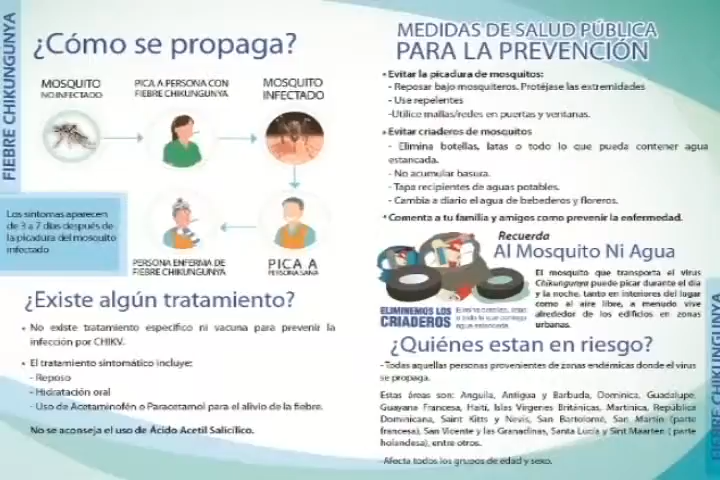 FIEBRE CHIKUNGUNYA
¿Cómo se propaga?
MOSQUITO
NO INFECTADO
PICA A PERSONA CON
FIEBRE CHIKUNGUNYA
MOSQUITO
INFECTADO
Los síntomas aparecen
de 3 a 7 días después de
la picadura del mosquito
infectado
PERSONA ENFERMA DE
FIEBRE CHIKUNGUNYA
PICA A
PERSONA SANA
¿Existe algún tratamiento?
• No existe tratamiento específico ni vacuna para prevenir la
infección por CHIKV.
• El tratamiento sintomático incluye:
- Reposo
- Hidratación oral
- Uso de Acetaminofén o Paracetamol para el alivio de la fiebre.
No se aconseja el uso de Ácido Acetil Salicílico.
MEDIDAS DE SALUD PÚBLICA
PARA LA PREVENCIÓN
• Evitar la picadura de mosquitos:
- Reposar bajo mosquiteros. Protéjase las extremidades
- Use repelentes
-Utilice mallas/redes en puertas y ventanas.
• Evitar criaderos de mosquitos
- Elimina botellas, latas o todo lo que pueda contener agua
estancada.
- No acumular basura.
- Tapa recipientes de aguas potables.
- Cambia a diario el agua de bebederos y floreros.
* Comenta a tu familia y amigos como prevenir la enfermedad.
Recuerda
Al Mosquito Ni Agua
El mosquito que transporta el virus
Chikungunya puede picar durante el día
y la noche, tanto en interiores del lugar
como al aire libre, a menudo vive
alrededor de los edificios en zonas
urbanas.
ELIMINEMOS LOS
CRIADEROS
o todo lo que contenga
agua estancada
¿Quiénes estan en riesgo?
- Todas aquellas personas provenientes de zonas endémicas donde el virus
se propaga.
Estas áreas son: Anguila, Antigua y Barbuda, Dominica, Guadalupe,
Guayana Francesa, Haití, Islas Vírgenes Británicas, Martinica, República
Dominicana, Saint Kitts y Nevis, San Bartolomé, San Martín (parte
francesa), San Vicente y las Granadinas, Santa Lucía y Sint Maarten ( parte
holandesa), entre otros.
-Afecta todos los grupos de edad y sexo.
FIEBRE CHIKUNGUNYA